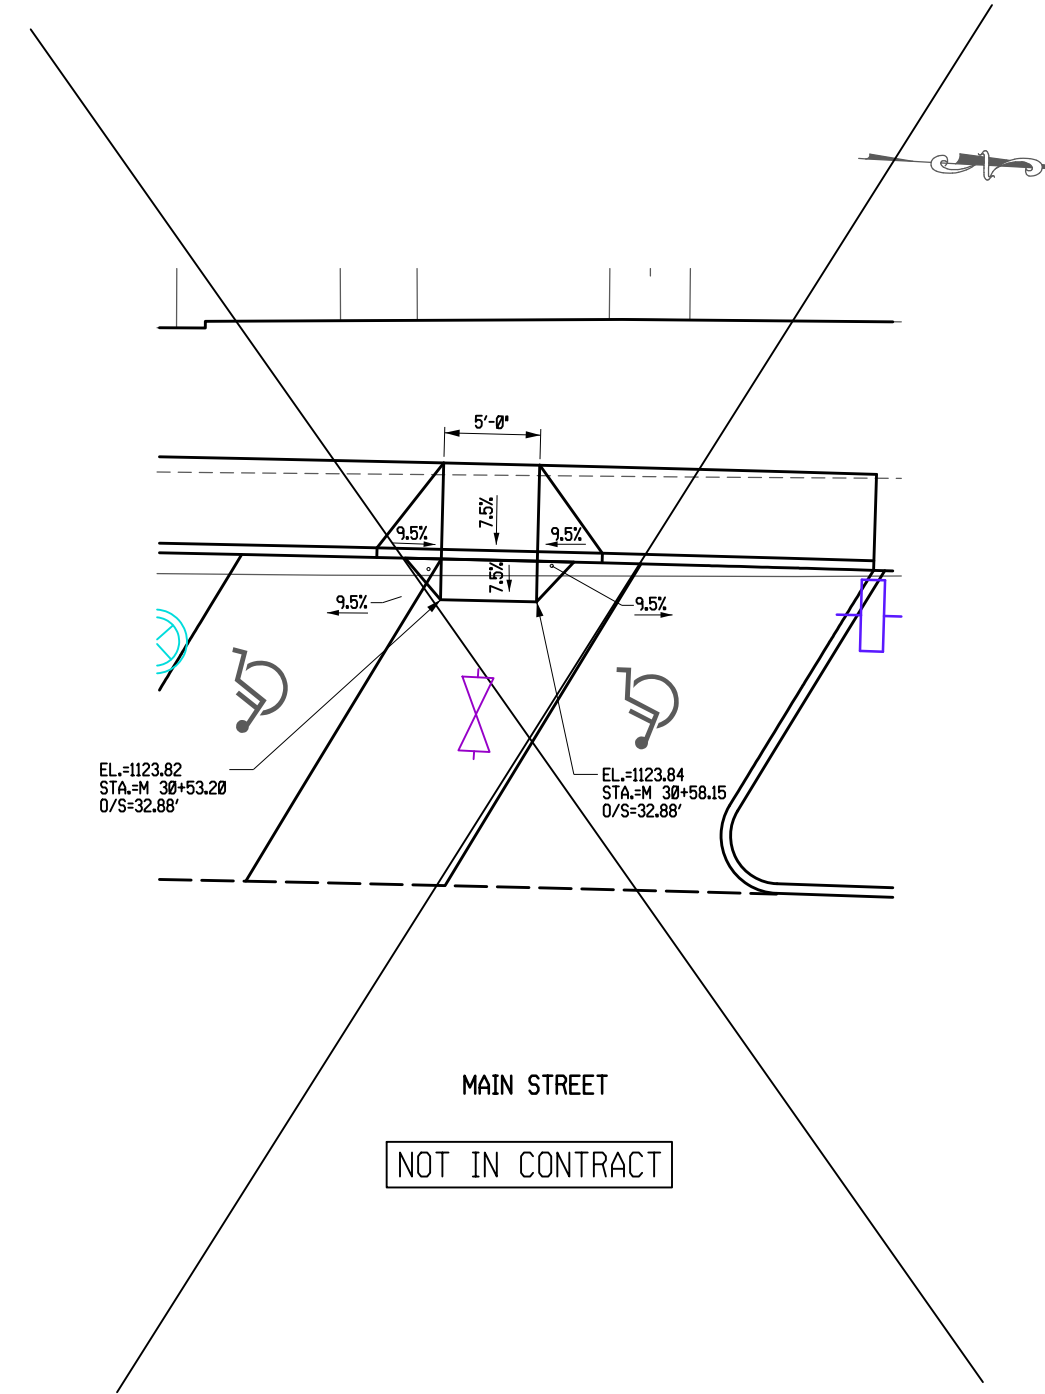 5'-0"
7.5%
9.5%
9.5%
7.5%
9.5%
9.5%
EL.=1123.82
STA.=M 30+53.20
O/S=32.88'
EL.=1123.84
STA.=M 30+58.15
O/S=32.88'
MAIN STREET
NOT IN CONTRACT